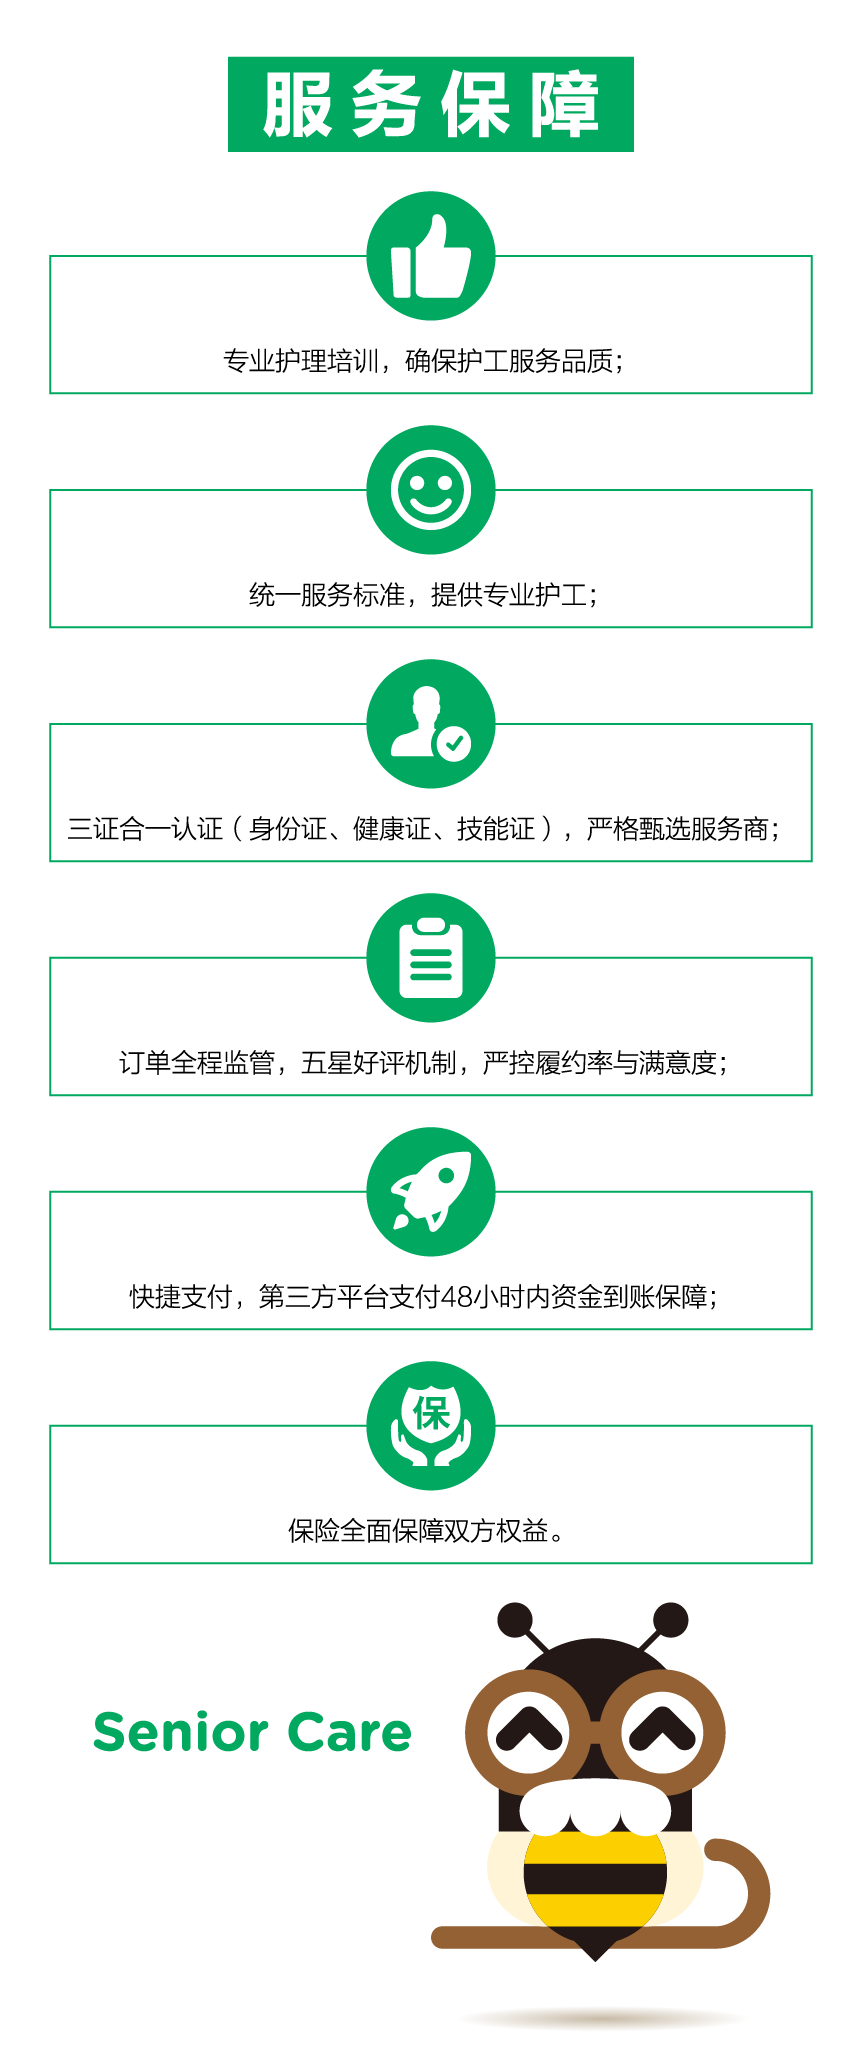 服务保障
专业护理培训，确保护工服务品质；
统一服务标准，提供专业护工；
三证合一认证（身份证、健康证、技能证），严格甄选服务商；
订单全程监管，五星好评机制，严控履约率与满意度；
快捷支付，第三方平台支付48小时内资金到账保障；
保
保险全面保障双方权益。
Senior Care